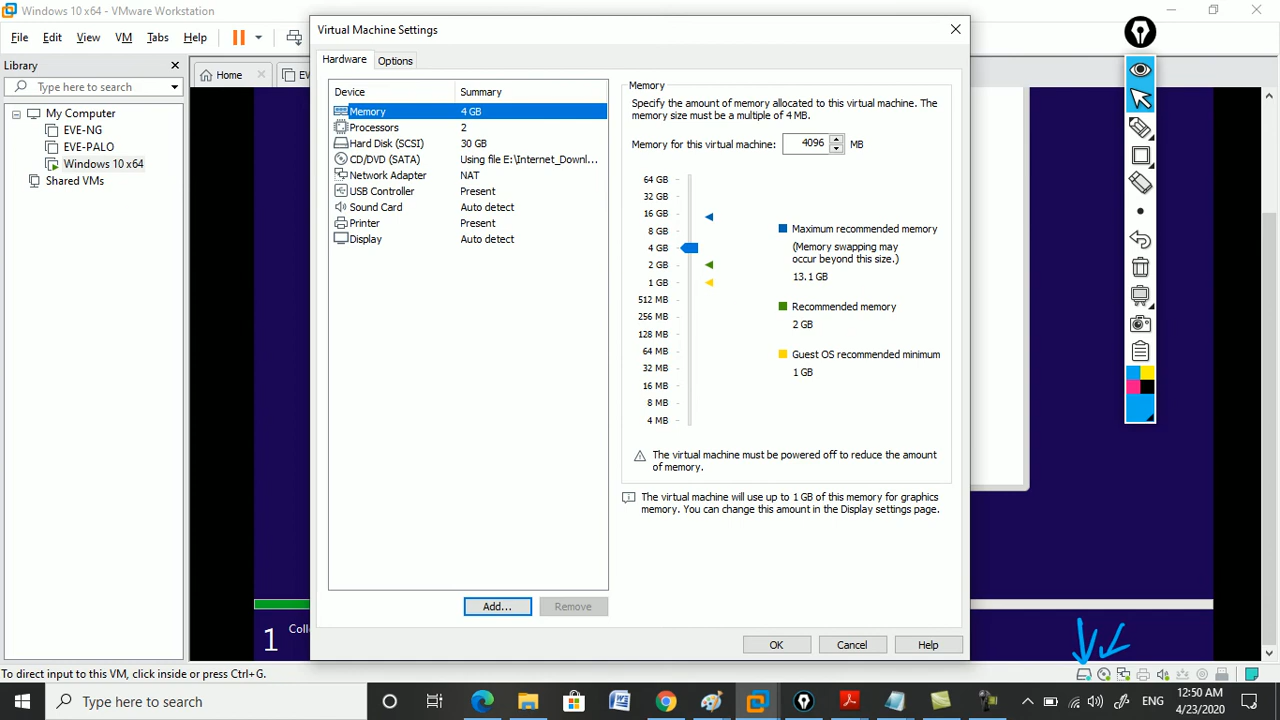 Windows 10 x64 - VMware Workstation
File Edit View VM Tabs Help
Library
Type here to search
My Computer
EVE-NG
EVE-PALO
Windows 10 x64
Shared VMs
Home
Virtual Machine Settings
Hardware Options
Device Summary
Memory 4 GB
Processors 2
Hard Disk (SCSI) 30 GB
CD/DVD (SATA) Using file E:\Internet_Downl...
Network Adapter NAT
USB Controller Present
Sound Card Auto detect
Printer Present
Display Auto detect
Add... Remove
Memory
Specify the amount of memory allocated to this virtual machine. The
memory size must be a multiple of 4 MB.
Memory for this virtual machine: 4096 MB
64 GB
32 GB
16 GB
8 GB
4 GB
2 GB
1 GB
512 MB
256 MB
128 MB
64 MB
32 MB
16 MB
8 MB
4 MB
Maximum recommended memory
(Memory swapping may
occur beyond this size.)
13.1 GB
Recommended memory
2 GB
Guest OS recommended minimum
1 GB
The virtual machine must be powered off to reduce the amount
of memory.
The virtual machine will use up to 1 GB of this memory for graphics
memory. You can change this amount in the Display settings page.
OK Cancel Help
1
To direct input to this VM, click inside or press Ctrl+G.
Type here to search
ENG
12:50 AM
4/23/2020